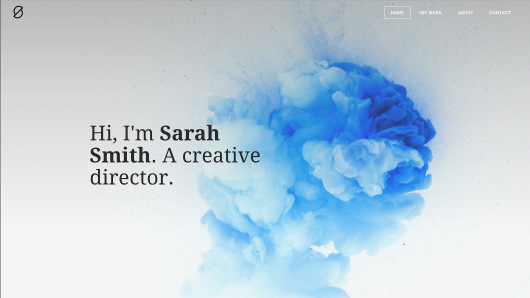 HOME MY WORK ABOUT CONTACT
Hi, I'm Sarah
Smith. A creative
director.